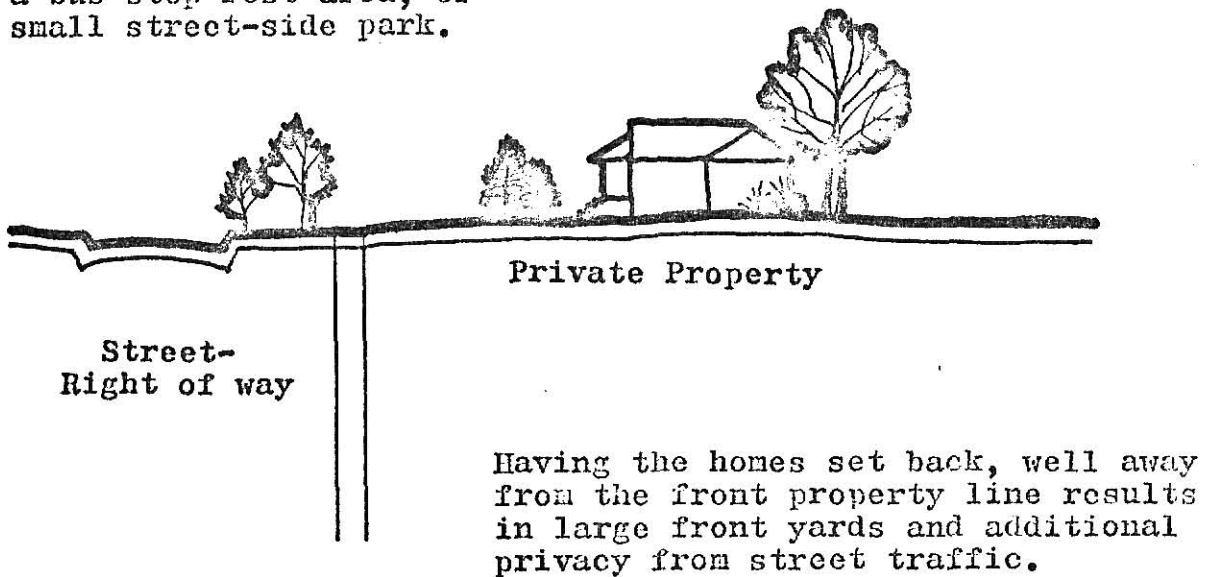 small street-side park.
Private Property
Street-
Right of way
Having the homes set back, well away
from the front property line results
in large front yards and additional
privacy from street traffic.